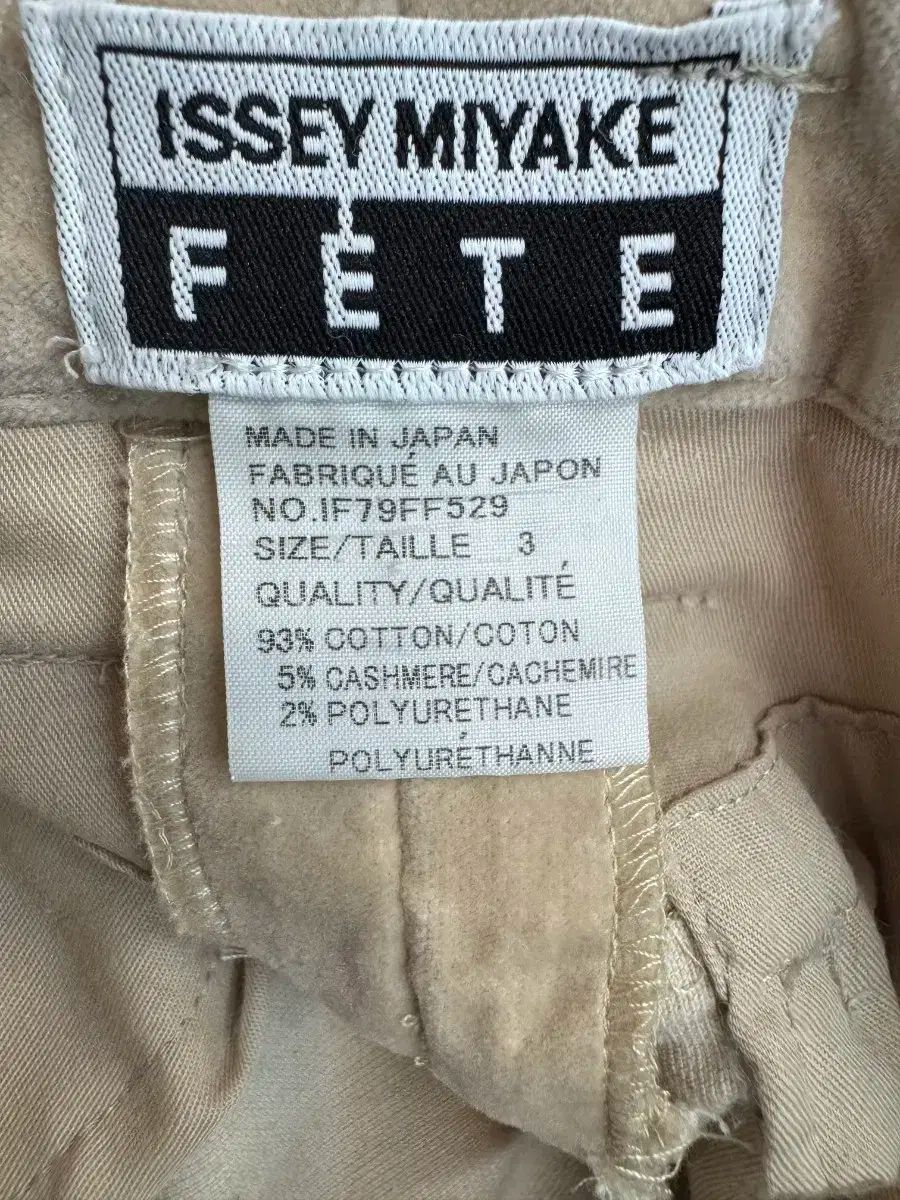 ISSEY MIYAKE
FÊTE
MADE IN JAPAN
FABRIQUÉ AU JAPON
NO.IF79FF529
SIZE/TAILLE 3
QUALITY/QUALITÉ
93% COTTON/COTON
5% CASHMERE/CACHEMIRE
2% POLYURETHANE
POLYURÉTHANNE